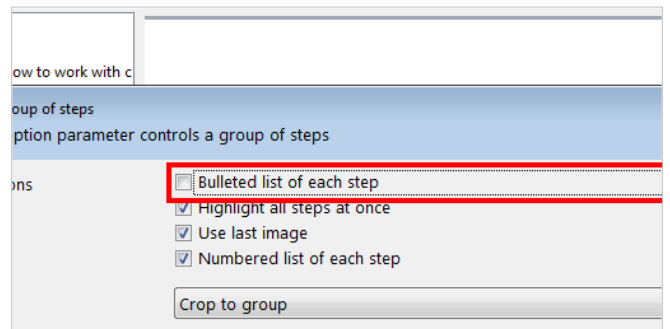 ow to work with c
oup of steps
ption parameter controls a group of steps
ons
Bulleted list of each step
Highlight all steps at once
Use last image
Numbered list of each step
Crop to group